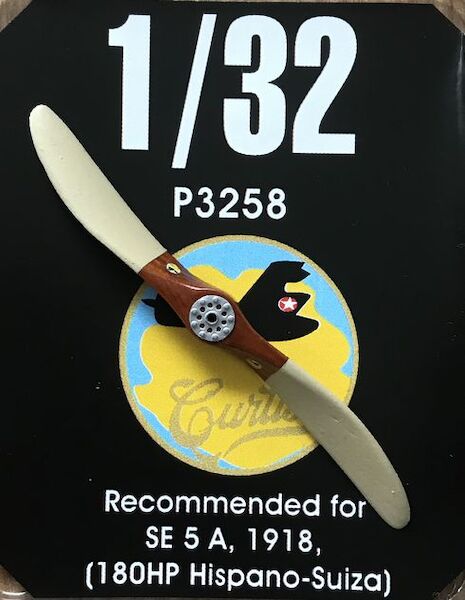 1/32
P3258
Curtiss
Recommended for
SE 5 A, 1918,
(180HP Hispano-Suiza)